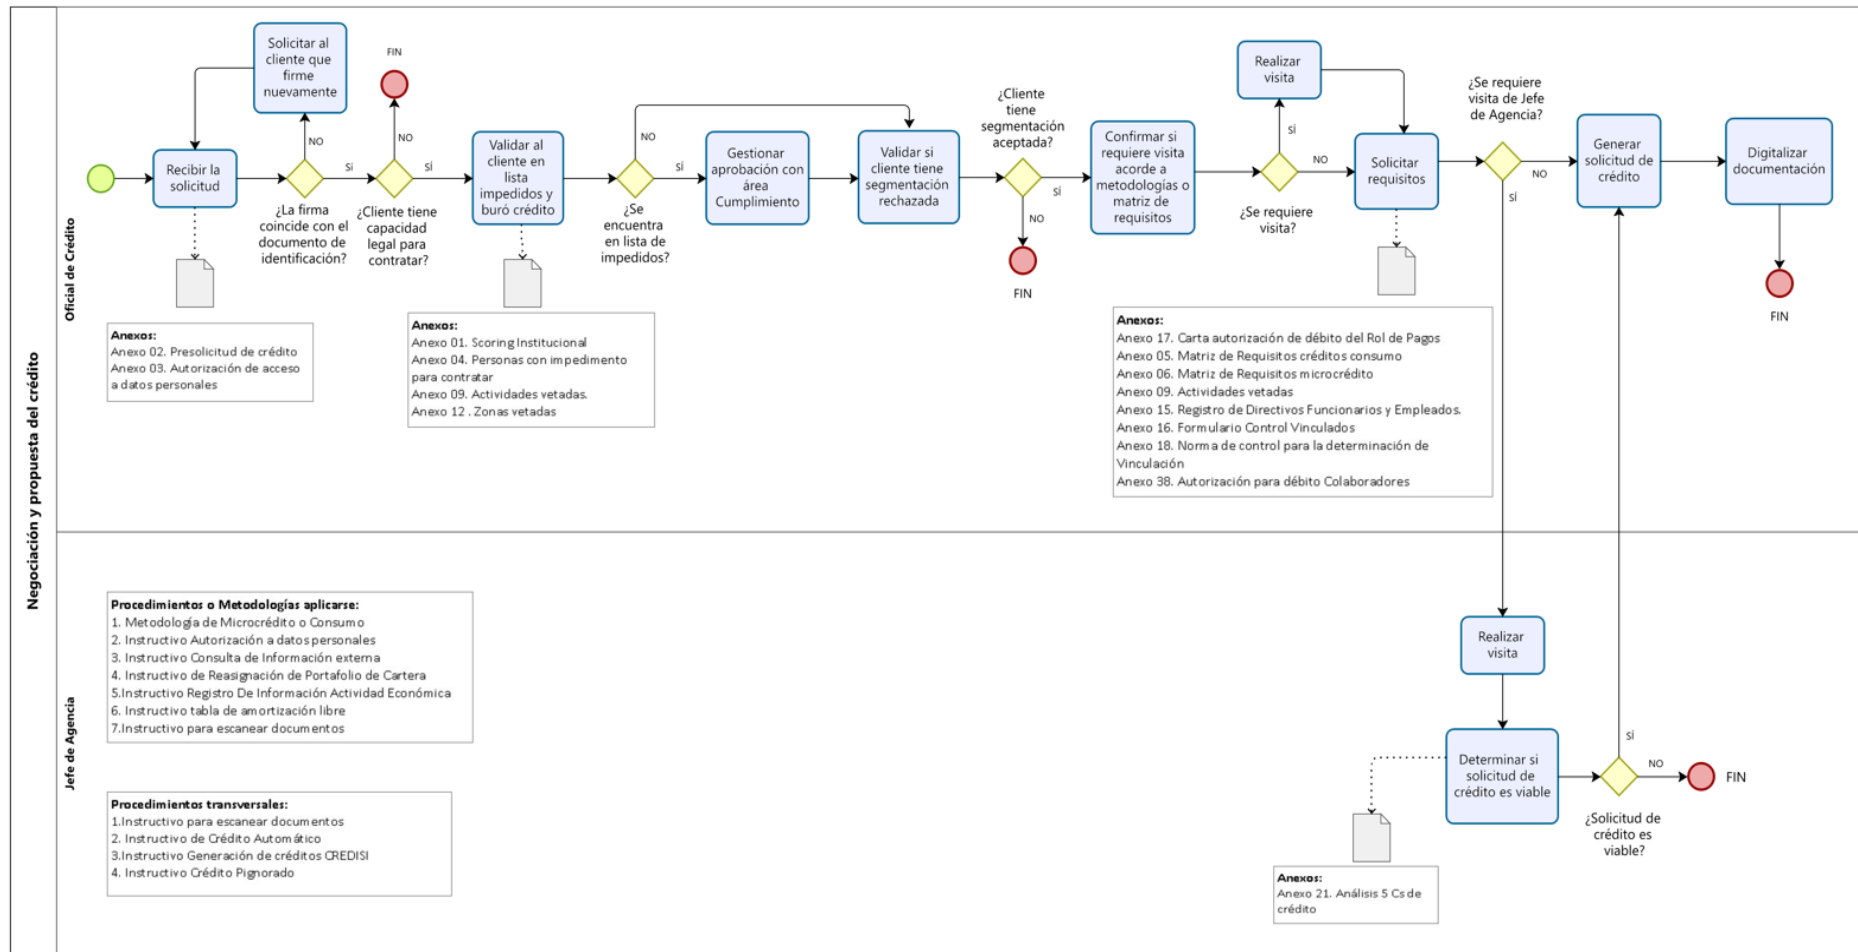 Negociación y propuesta del crédito
Oficial de Crédito
Solicitar al
cliente que
firme
nuevamente
FIN
NO
NO
Recibir la
solicitud
SÍ
SÍ
¿La firma
coincide con el
documento de
identificación?
¿Cliente tiene
capacidad
legal para
contratar?
Validar al
cliente en
lista
impedidos y
buró crédito
NO
SÍ
¿Se
encuentra
en lista de
impedidos?
Gestionar
aprobación con
área
Cumplimiento
Validar si
cliente tiene
segmentación
rechazada
¿Cliente
tiene
segmentación
aceptada?
SÍ
NO
FIN
Confirmar si
requiere visita
acorde a
metodologías o
matriz de
requisitos
Realizar
visita
SÍ
NO
¿Se requiere
visita?
Solicitar
requisitos
¿Se requiere
visita de Jefe
de Agencia?
NO
SÍ
Generar
solicitud de
crédito
Digitalizar
documentación
FIN
Anexos:
Anexo 02. Presolicitud de crédito
Anexo 03. Autorización de acceso
a datos personales
Anexos:
Anexo 01. Scoring Institucional
Anexo 04. Personas con impedimento
para contratar
Anexo 09. Actividades vetadas.
Anexo 12 . Zonas vetadas
Anexos:
Anexo 17. Carta autorización de débito del Rol de Pagos
Anexo 05. Matriz de Requisitos créditos consumo
Anexo 06. Matriz de Requisitos microcrédito
Anexo 09. Actividades vetadas
Anexo 15. Registro de Directivos Funcionarios y Empleados.
Anexo 16. Formulario Control Vinculados
Anexo 18. Norma de control para la determinación de
Vinculación
Anexo 38. Autorización para débito Colaboradores
Jefe de Agencia
Procedimientos o Metodologías aplicarse:
1. Metodología de Microcrédito o Consumo
2. Instructivo Autorización a datos personales
3. Instructivo Consulta de Información externa
4. Instructivo de Reasignación de Portafolio de Cartera
5.Instructivo Registro De Información Actividad Económica
6. Instructivo tabla de amortización libre
7.Instructivo para escanear documentos
Procedimientos transversales:
1.Instructivo para escanear documentos
2. Instructivo de Crédito Automático
3.Instructivo Generación de créditos CREDISI
4. Instructivo Crédito Pignorado
Realizar
visita
Determinar si
solicitud de
crédito es viable
SÍ
NO
FIN
¿Solicitud de
crédito es
viable?
Anexos:
Anexo 21. Análisis 5 Cs de
crédito